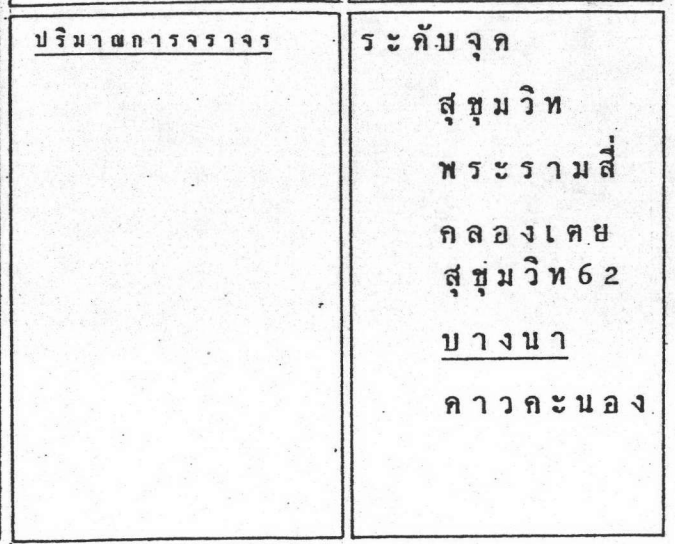 ปริมาณการจราจร
ระดับจุด
สุขุมวิท
พระรามสี่
คลองเตย
สุขุมวิท62
บางนา
ดาวคะนอง